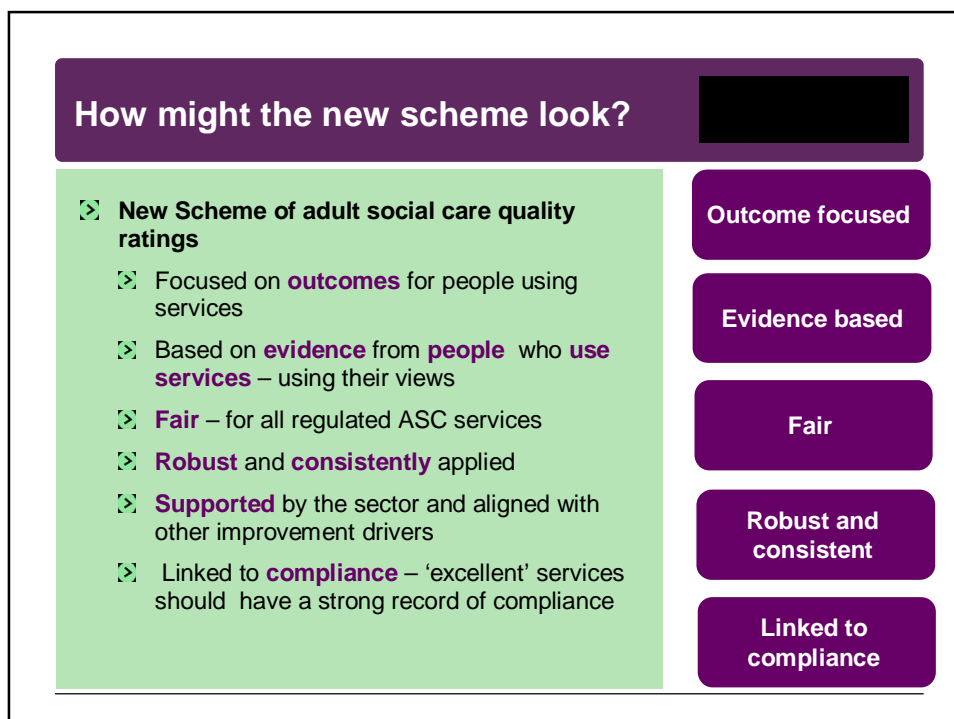 How might the new scheme look?
New Scheme of adult social care quality
ratings
Focused on outcomes for people using
services
Based on evidence from people who use
services – using their views
Fair – for all regulated ASC services
Robust and consistently applied
Supported by the sector and aligned with
other improvement drivers
Linked to compliance – ‘excellent’ services
should have a strong record of compliance
Outcome focused
Evidence based
Fair
Robust and
consistent
Linked to
compliance